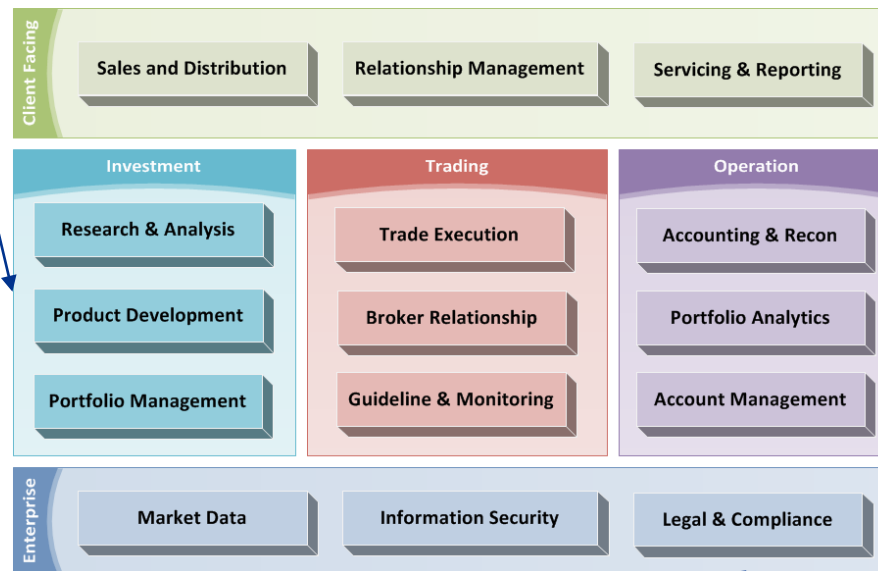 Client Facing
Sales and Distribution
Relationship Management
Servicing & Reporting
Investment
Research & Analysis
Product Development
Portfolio Management
Trading
Trade Execution
Broker Relationship
Guideline & Monitoring
Operation
Accounting & Recon
Portfolio Analytics
Account Management
Enterprise
Market Data
Information Security
Legal & Compliance